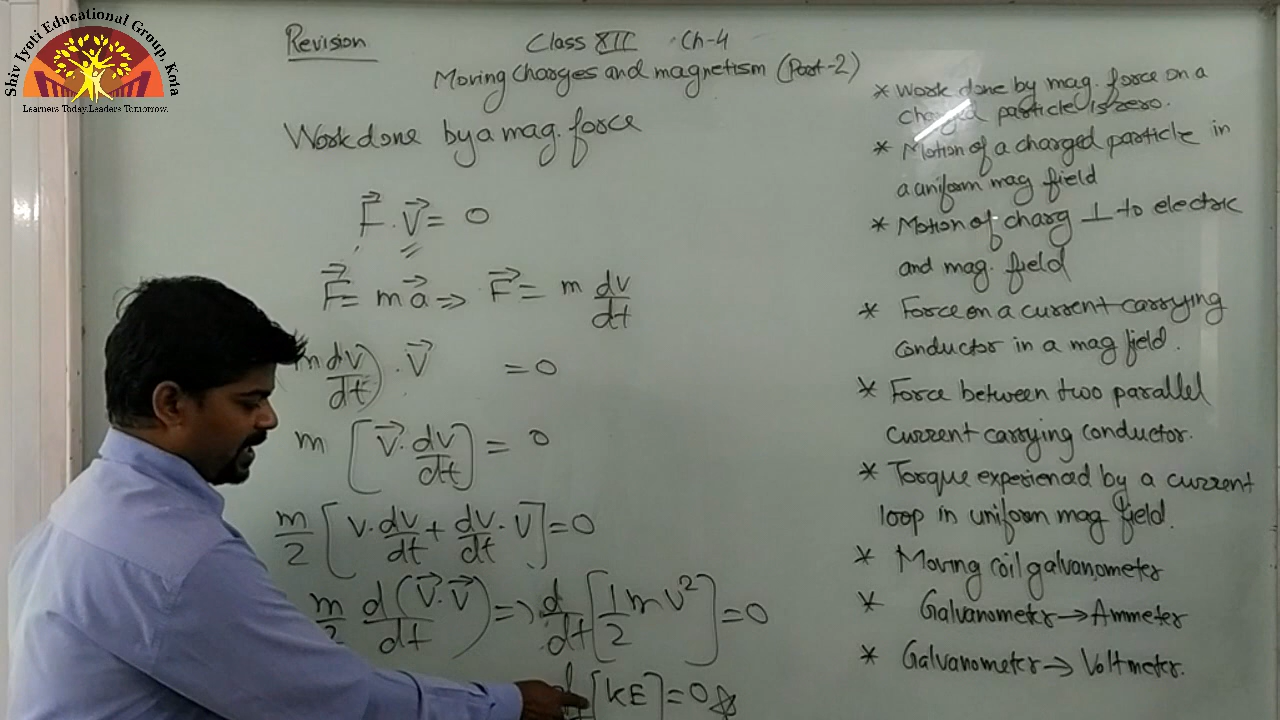 Shiv Jyoti Educational Group, Kota
Learners Today.Leaders Tomorrow.
Revision
Class XII Ch-4
Moving Charges and magnetism (Part-2)
Work done by a mag. force
F⃗ . V⃗ = 0
F⃗ = m a⃗ => F⃗ = m dv/dt
m dv/dt) . V⃗ = 0
m [V⃗ . dv/dt] = 0
m/2 [V . dv/dt + dv/dt . V] = 0
m/2 d(V⃗.V⃗)/dt) => d/dt [1/2 m v²] = 0
[KE] = 0
* Work done by mag. force on a
charged particle is zero.
* Motion of a charged particle in
a uniform mag field
* Motion of charg ⊥ to electric
and mag. field
* Force on a current carrying
conductor in a mag field.
* Force between two parallel
current carrying conductor.
* Torque experienced by a current
loop in uniform mag field.
* Moving coil galvanometer
* Galvanometer → Ammeter
* Galvanometer → Voltmeter.